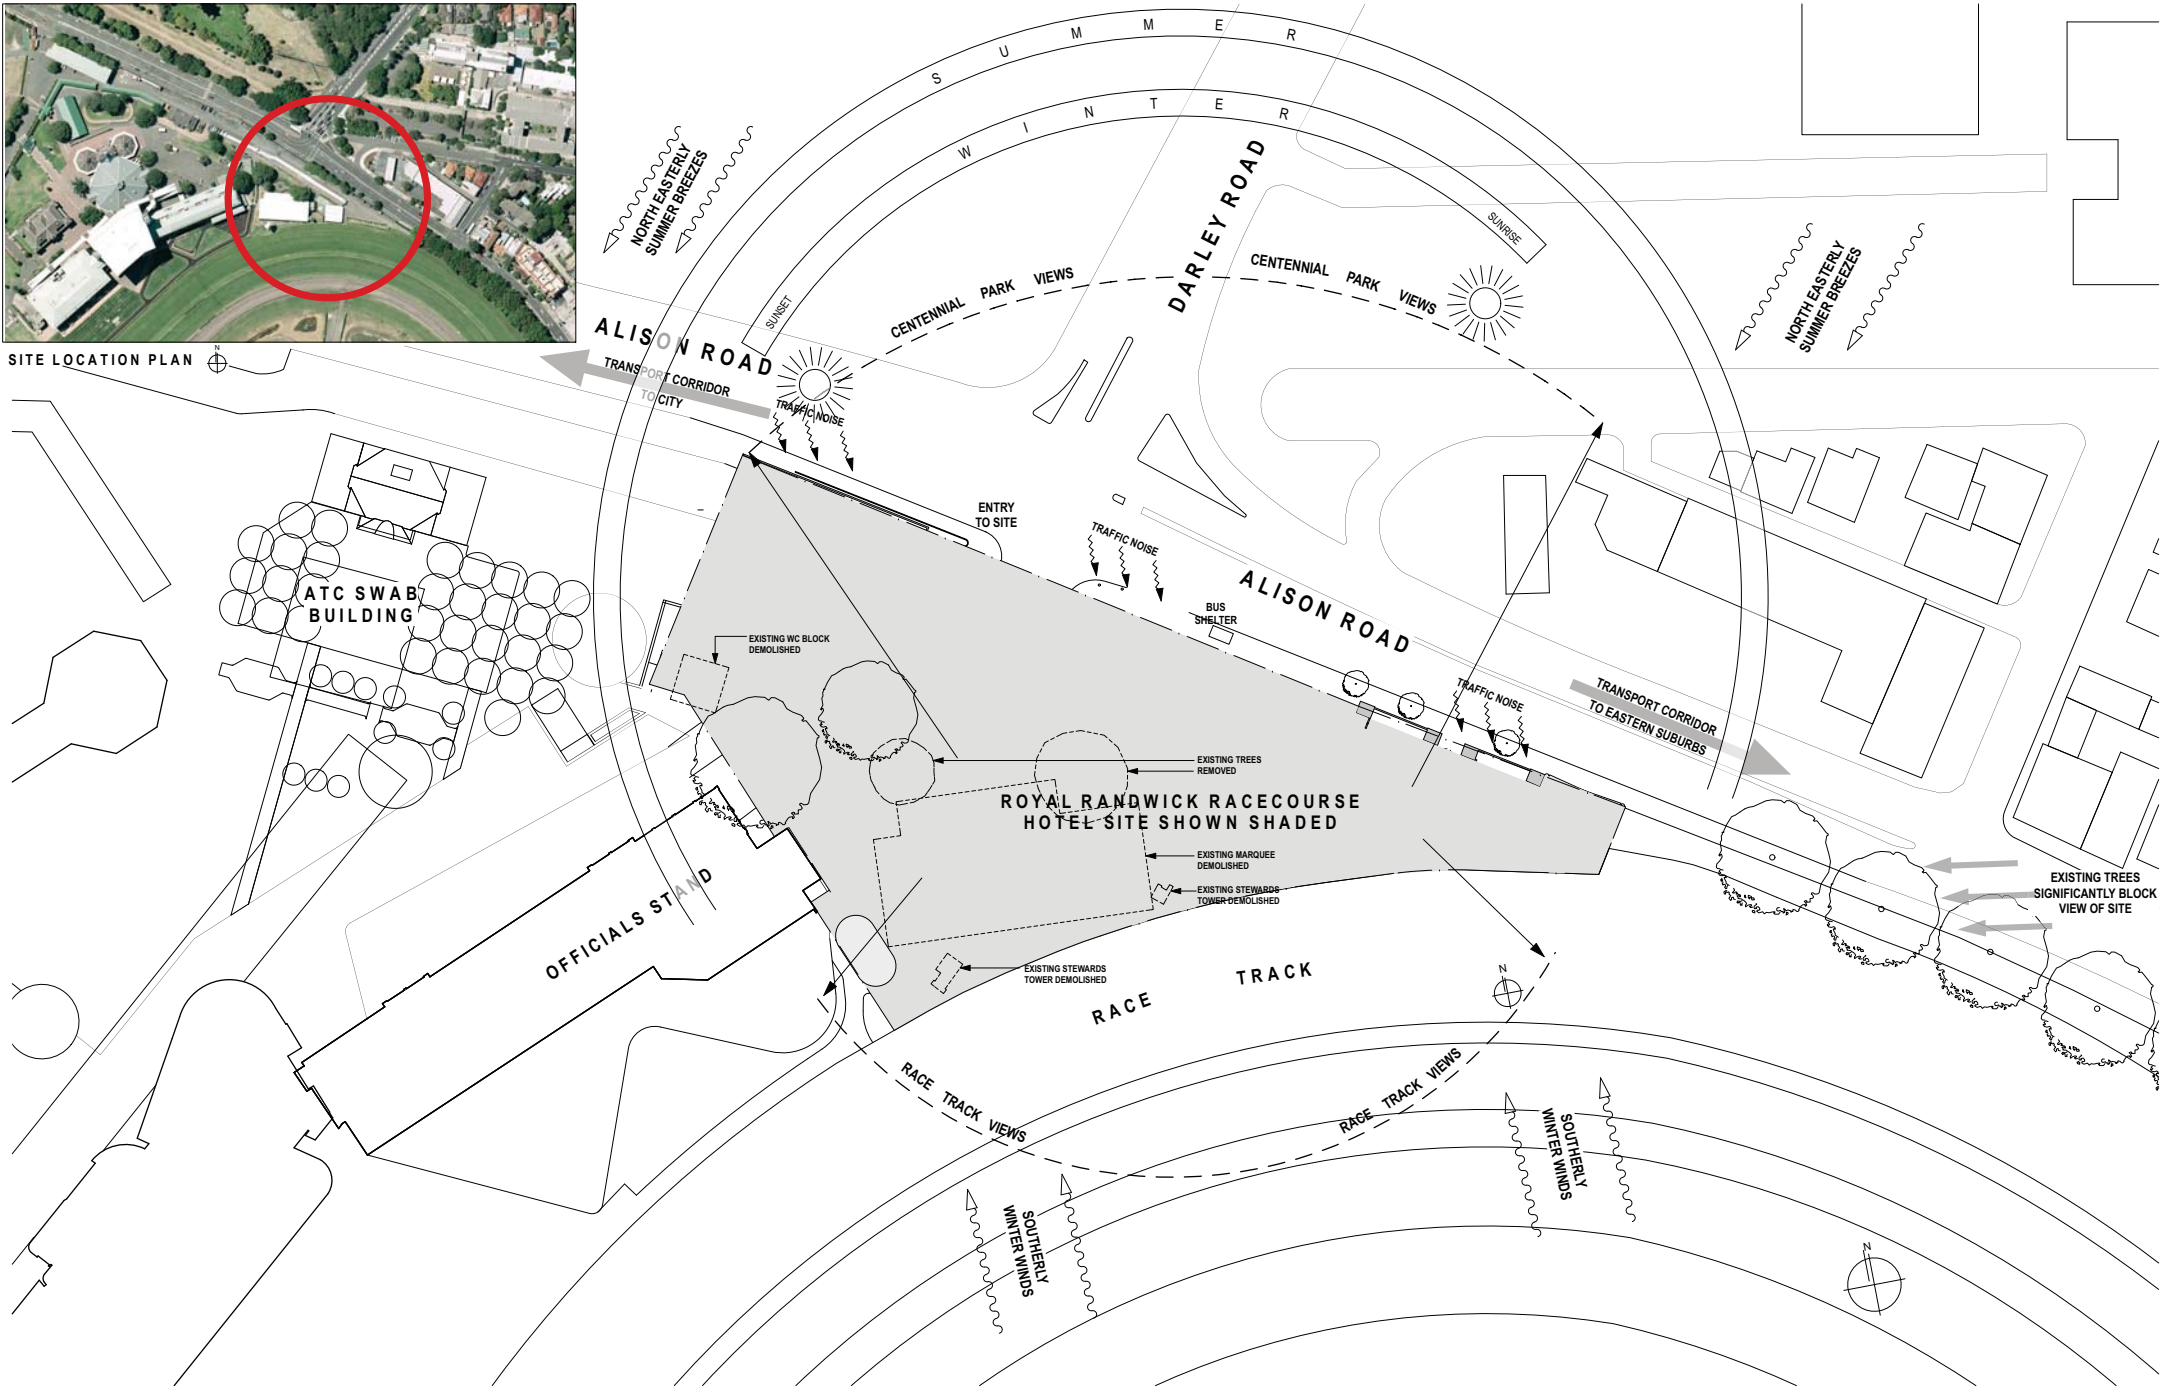 SUMMER
WINTER
NORTH EASTERLY
SUMMER BREEZES
DARLEY ROAD
SUNRISE
SUNSET
CENTENNIAL PARK VIEWS
CENTENNIAL PARK VIEWS
NORTH EASTERLY
SUMMER BREEZES
SITE LOCATION PLAN
N
ALISON ROAD
TRANSPORT CORRIDOR
TO CITY
TRAFFIC NOISE
ENTRY
TO SITE
TRAFFIC NOISE
ALISON ROAD
BUS
SHELTER
ATC SWAB
BUILDING
EXISTING WC BLOCK
DEMOLISHED
TRAFFIC NOISE
TRANSPORT CORRIDOR
TO EASTERN SUBURBS
EXISTING TREES
REMOVED
ROYAL RANDWICK RACECOURSE
HOTEL SITE SHOWN SHADED
EXISTING MARQUEE
DEMOLISHED
EXISTING STEWARDS
TOWER DEMOLISHED
EXISTING TREES
SIGNIFICANTLY BLOCK
VIEW OF SITE
OFFICIALS STAND
EXISTING STEWARDS
TOWER DEMOLISHED
RACE TRACK
N
RACE TRACK VIEWS
RACE TRACK VIEWS
SOUTHERLY
WINTER WINDS
SOUTHERLY
WINTER WINDS
N